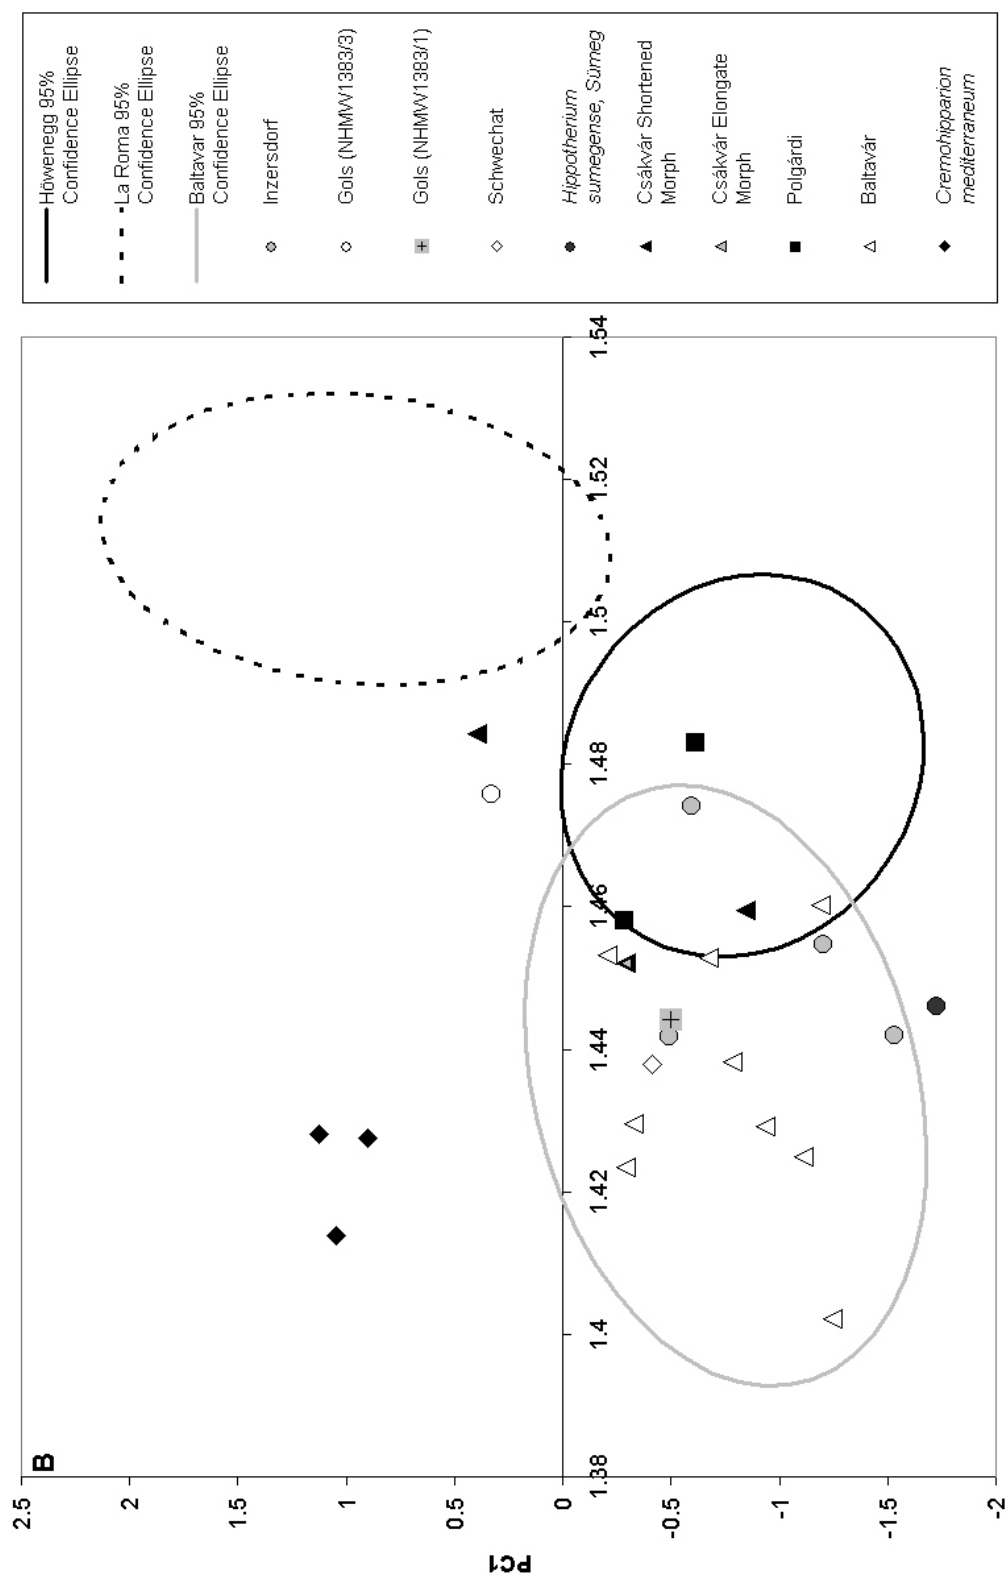 B
PC1
2.5
2
1.5
1
0.5
0
-0.5
-1
-1.5
-2
1.38
1.4
1.42
1.44
1.46
1.48
1.5
1.52
1.54
Höwenegg 95%
Confidence Ellipse
La Roma 95%
Confidence Ellipse
Baltavar 95%
Confidence Ellipse
Inzersdorf
Gols (NHMW1383/3)
Gols (NHMW1383/1)
Schwechat
Hippotherium
sumegense, Sümeg
Csákvár Shortened
Morph
Csákvár Elongate
Morph
Polgárdi
Baltavár
Cremohipparion
mediterraneum